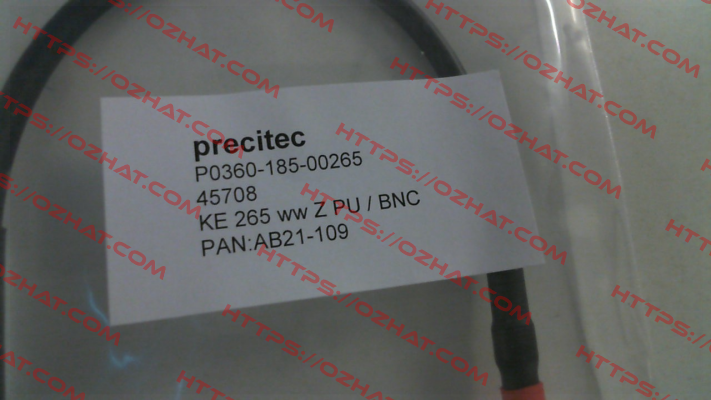 precitec
P0360-185-00265
45708
KE 265 ww Z PU / BNC
PAN:AB21-109
HTTPS://OZHAT.COM